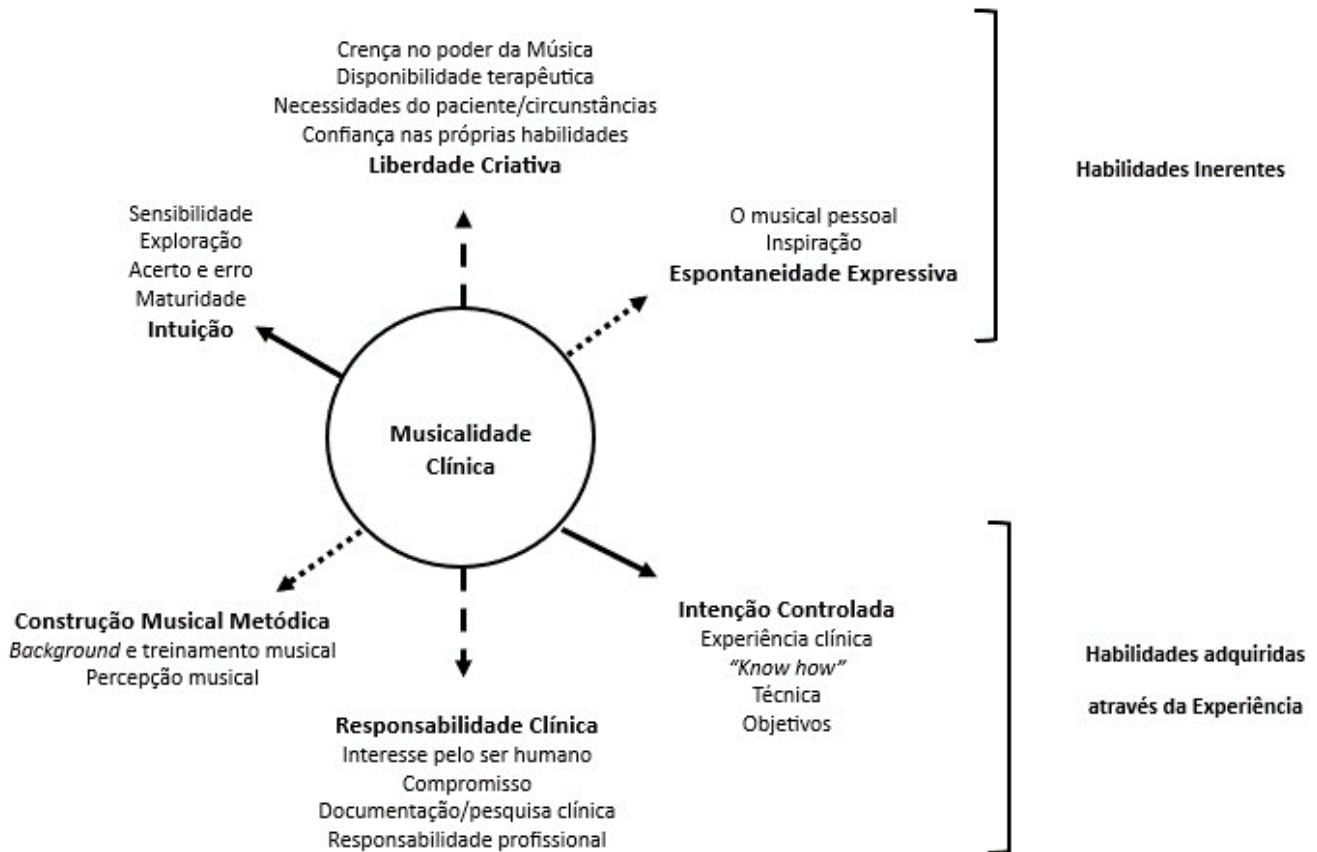 Crença no poder da Música
Disponibilidade terapêutica
Necessidades do paciente/circunstâncias
Confiança nas próprias habilidades
Liberdade Criativa
Habilidades Inerentes
Sensibilidade
Exploração
Acerto e erro
Maturidade
Intuição
O musical pessoal
Inspiração
Espontaneidade Expressiva
Musicalidade
Clínica
Construção Musical Metódica
Background e treinamento musical
Percepção musical
Responsabilidade Clínica
Interesse pelo ser humano
Compromisso
Documentação/pesquisa clínica
Responsabilidade profissional
Intenção Controlada
Experiência clínica
“Know how”
Técnica
Objetivos
Habilidades adquiridas
através da Experiência